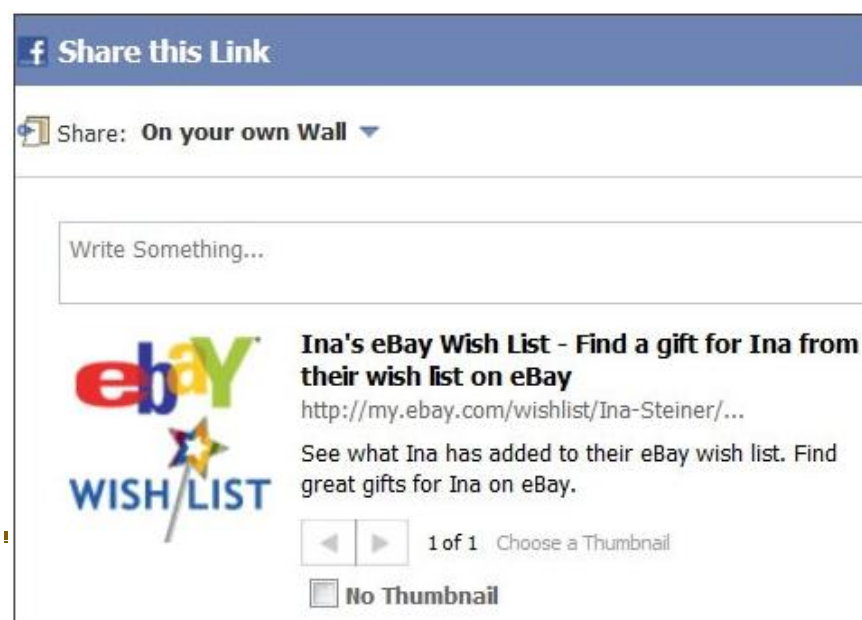 f Share this Link
Share: On your own Wall
Write Something...
ebaY
WISH LIST
Ina's eBay Wish List - Find a gift for Ina from
their wish list on eBay
http://my.ebay.com/wishlist/Ina-Steiner/...
See what Ina has added to their eBay wish list. Find
great gifts for Ina on eBay.
!
1 of 1 Choose a Thumbnail
No Thumbnail